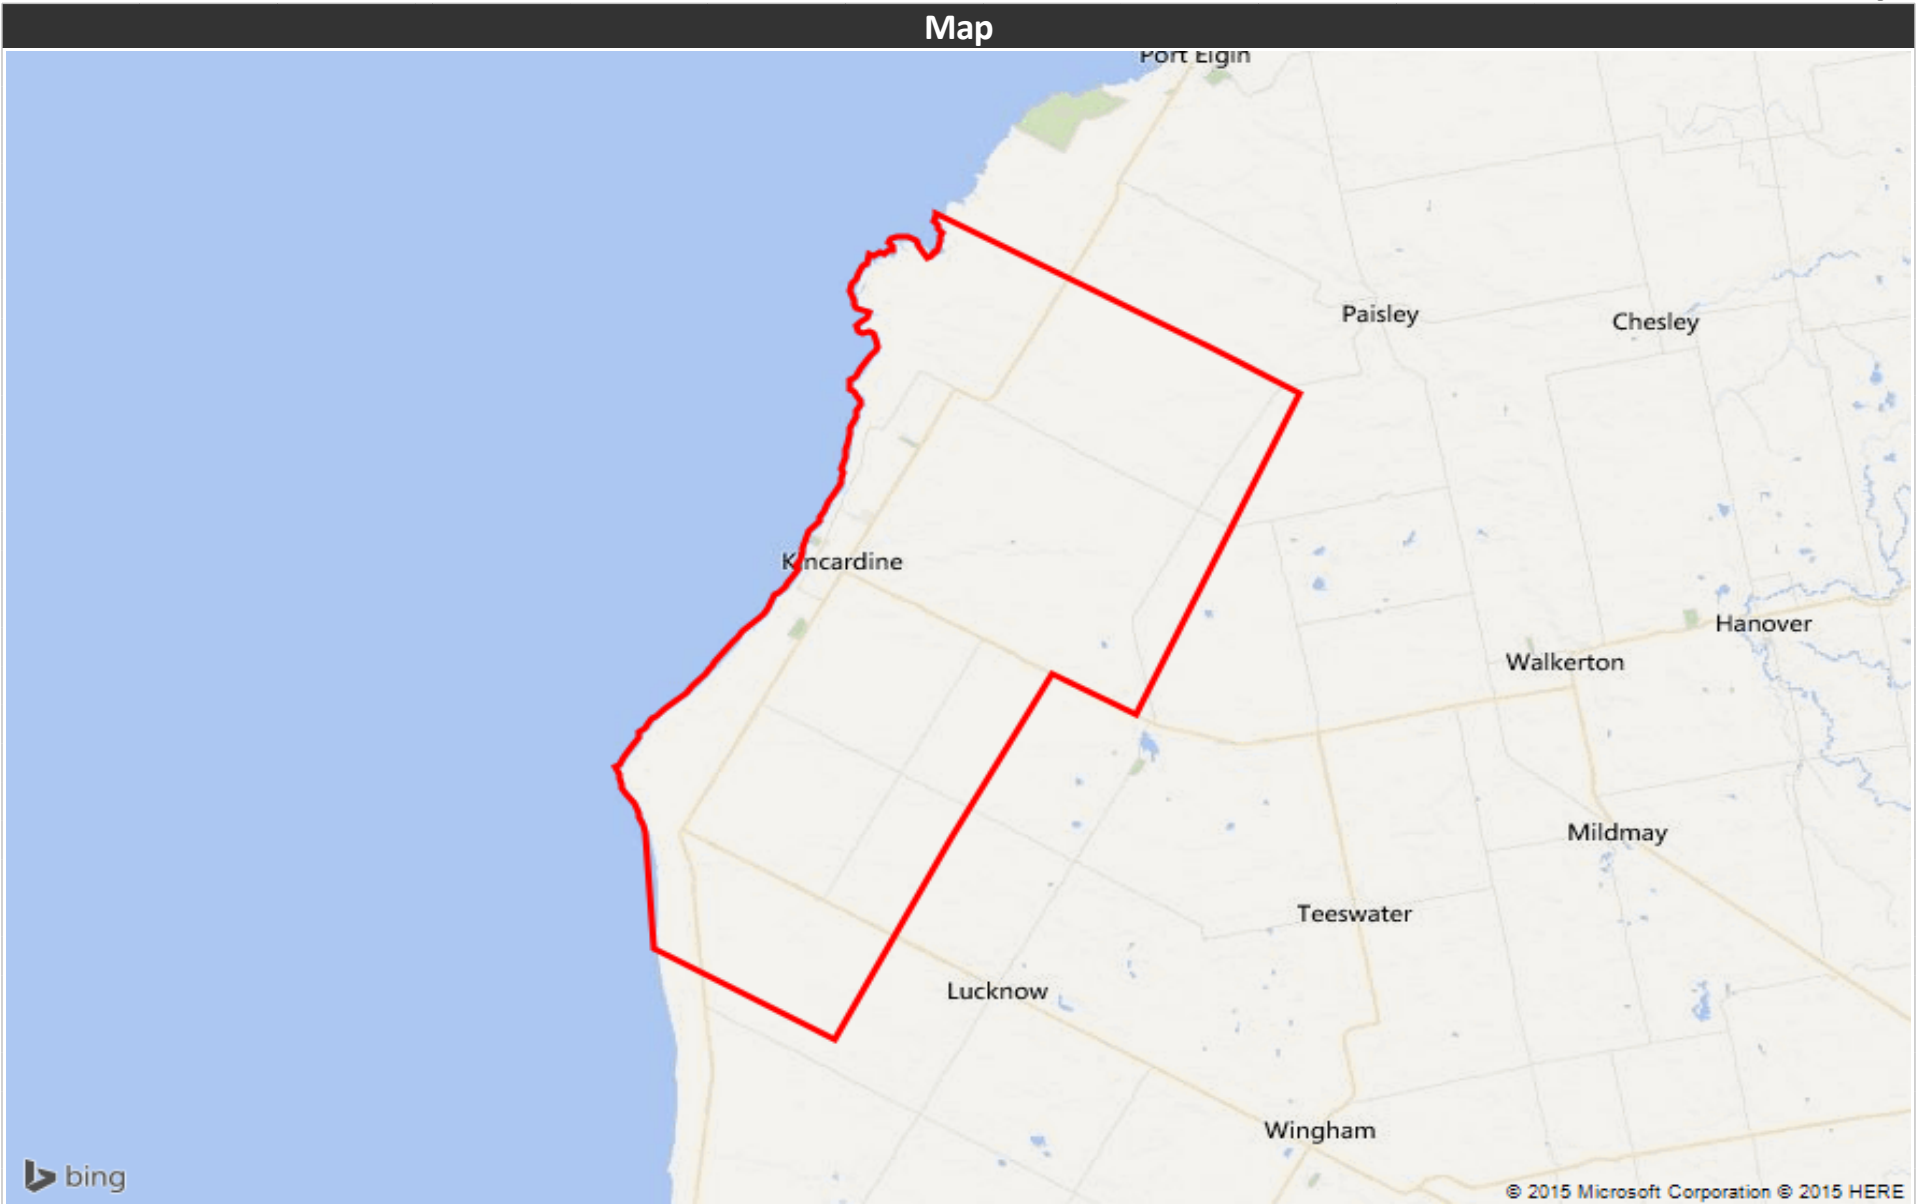 Map
Port Elgin
Paisley
Chesley
Kincardine
Hanover
Walkerton
Mildmay
Teeswater
Lucknow
Wingham
bing
© 2015 Microsoft Corporation © 2015 HERE